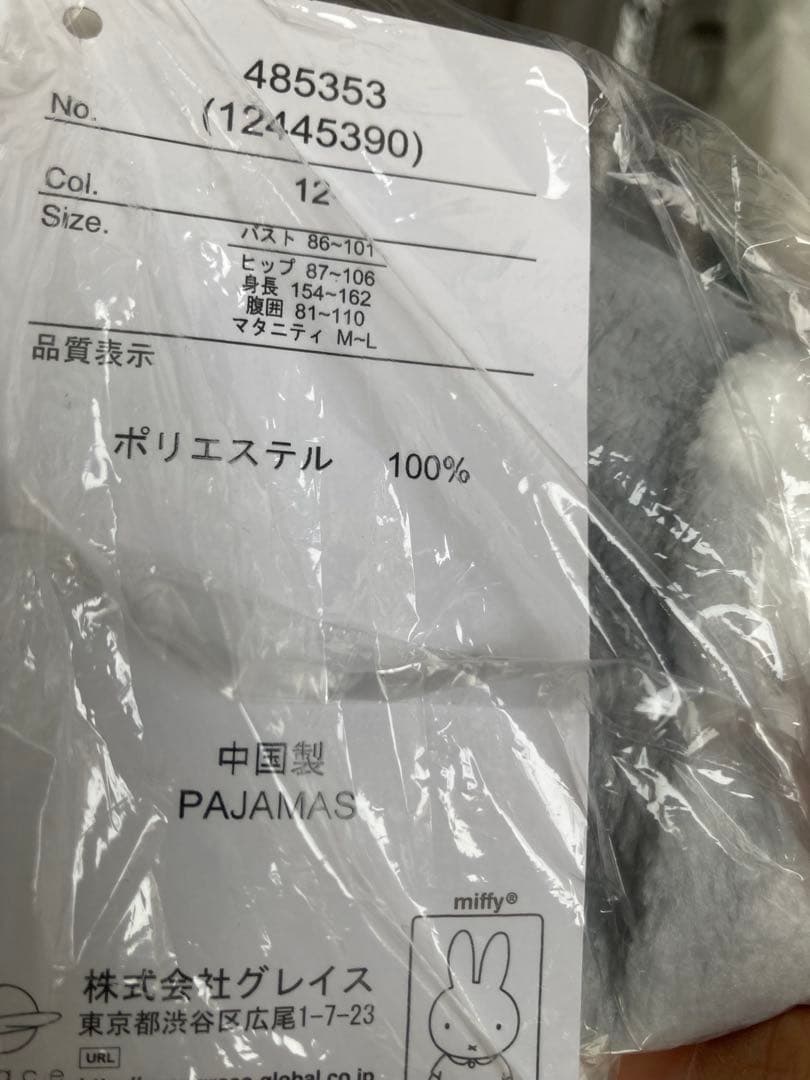 No. 485353
(12445390)
Col. 12
Size.
バスト 86~101
ヒップ 87~106
身長 154~162
腹囲 81~110
マタニティ M~L
品質表示
ポリエステル 100%
中国製
PAJAMAS
miffy®
株式会社グレイス
東京都渋谷区広尾1-7-23
URL